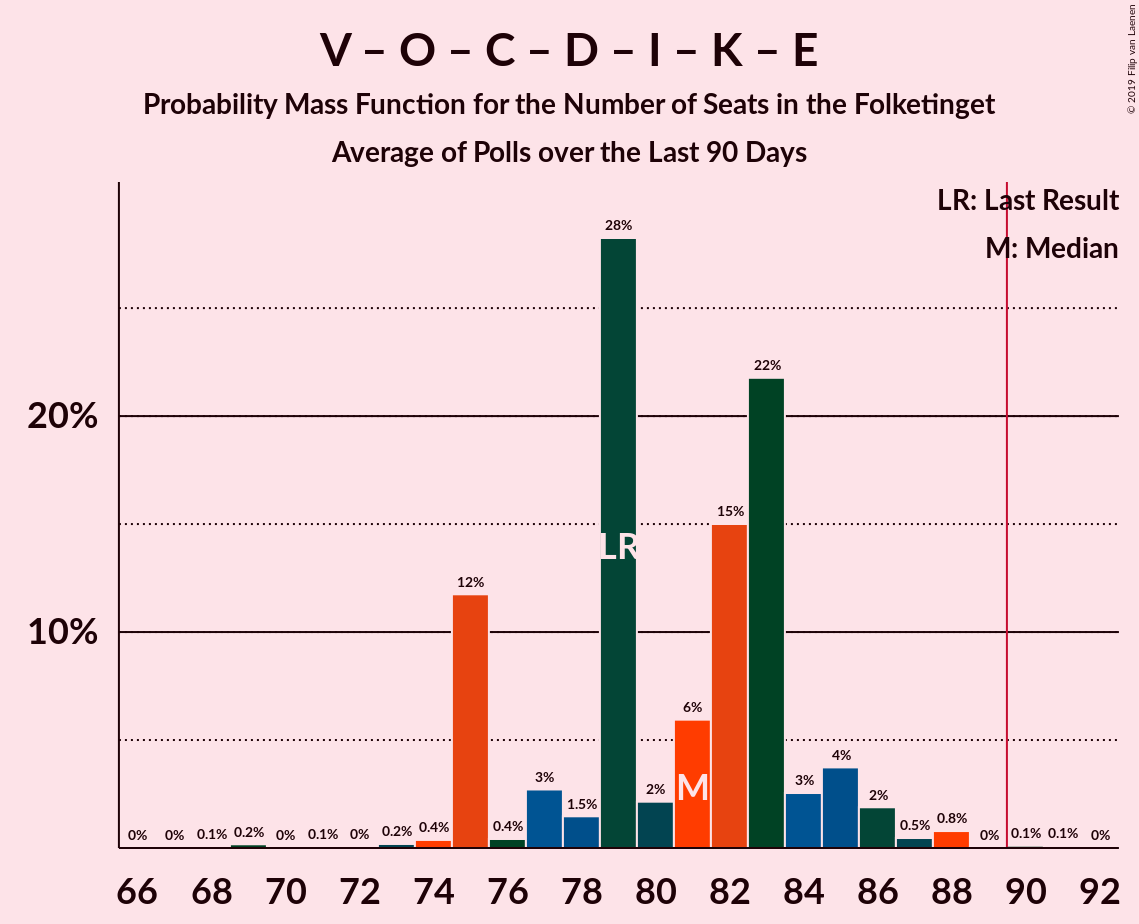 V – O – C – D – I – K – E
Probability Mass Function for the Number of Seats in the Folketinget
Average of Polls over the Last 90 Days
© 2019 Filip van Laenen
LR: Last Result
M: Median
20%
10%
0% 0% 0.1% 0.2% 0% 0.1% 0% 0.2% 0.4% 12% 0.4% 3% 1.5% 28% 2% 6% 15% 22% 3% 4% 2% 0.5% 0.8% 0% 0.1% 0.1% 0%
LR
M
66 68 70 72 74 76 78 80 82 84 86 88 90 92